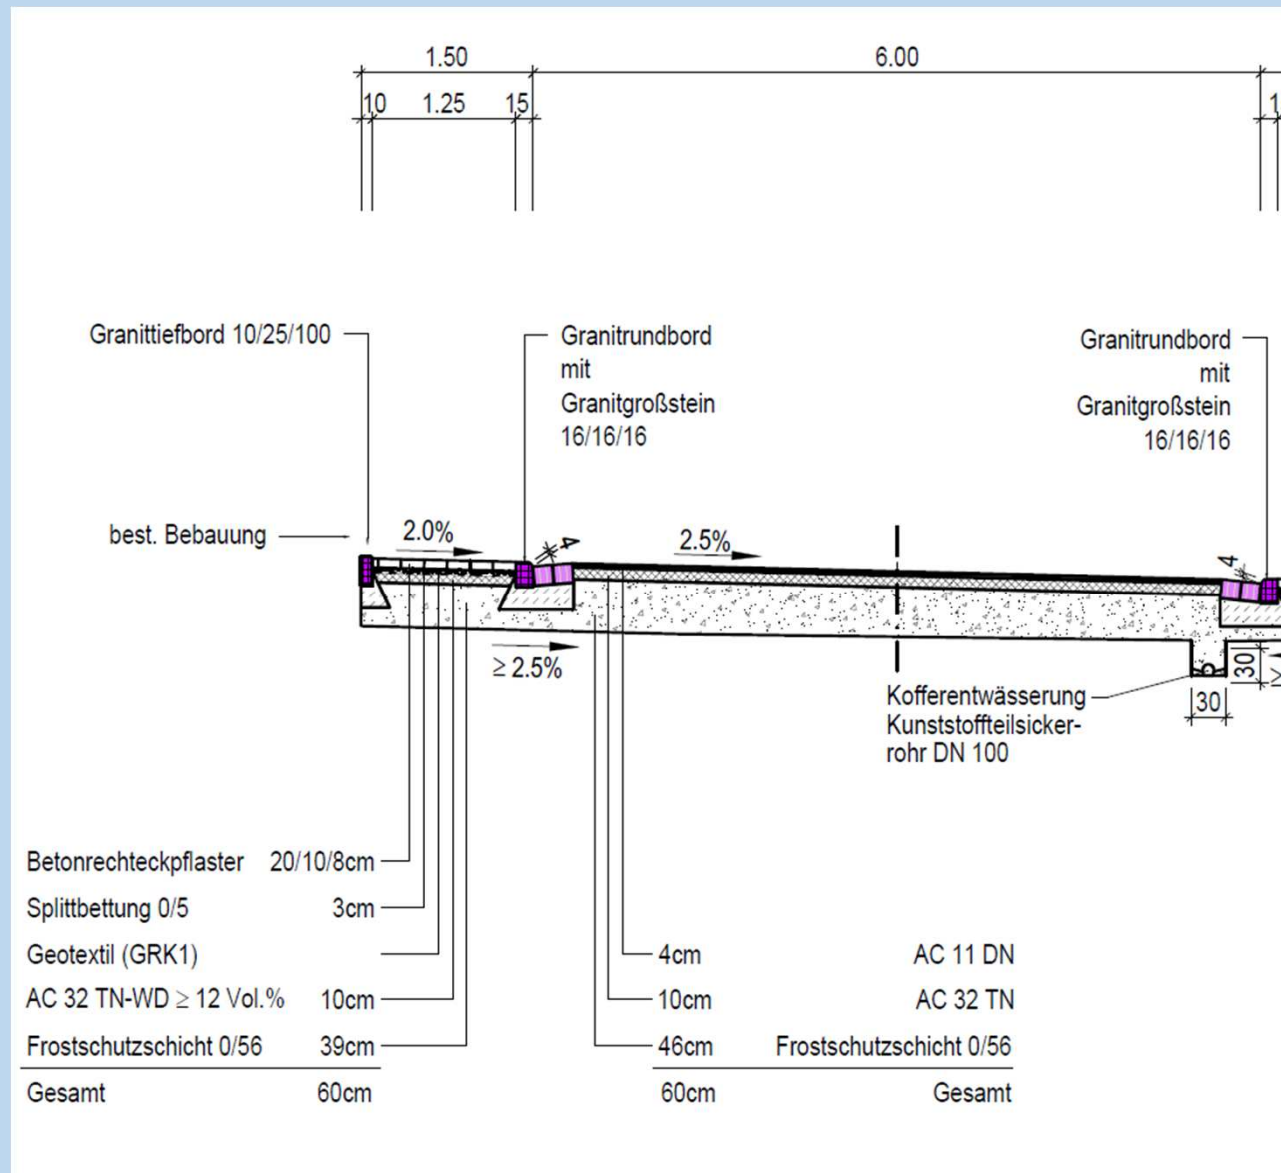 1.50 6.00
10 1.25 15 1
Granittiefbord 10/25/100
Granitrundbord
mit
Granitgroßstein
16/16/16
Granitrundbord
mit
Granitgroßstein
16/16/16
best. Bebauung
2.0%
4
2.5%
4
≥ 2.5%
30
≥
30
Kofferentwässerung
Kunststoffteilsicker-
rohr DN 100
Betonrechteckpflaster 20/10/8cm
Splittbettung 0/5 3cm
Geotextil (GRK1)
AC 32 TN-WD ≥ 12 Vol.% 10cm
Frostschutzschicht 0/56 39cm
Gesamt 60cm
4cm AC 11 DN
10cm AC 32 TN
46cm Frostschutzschicht 0/56
60cm Gesamt